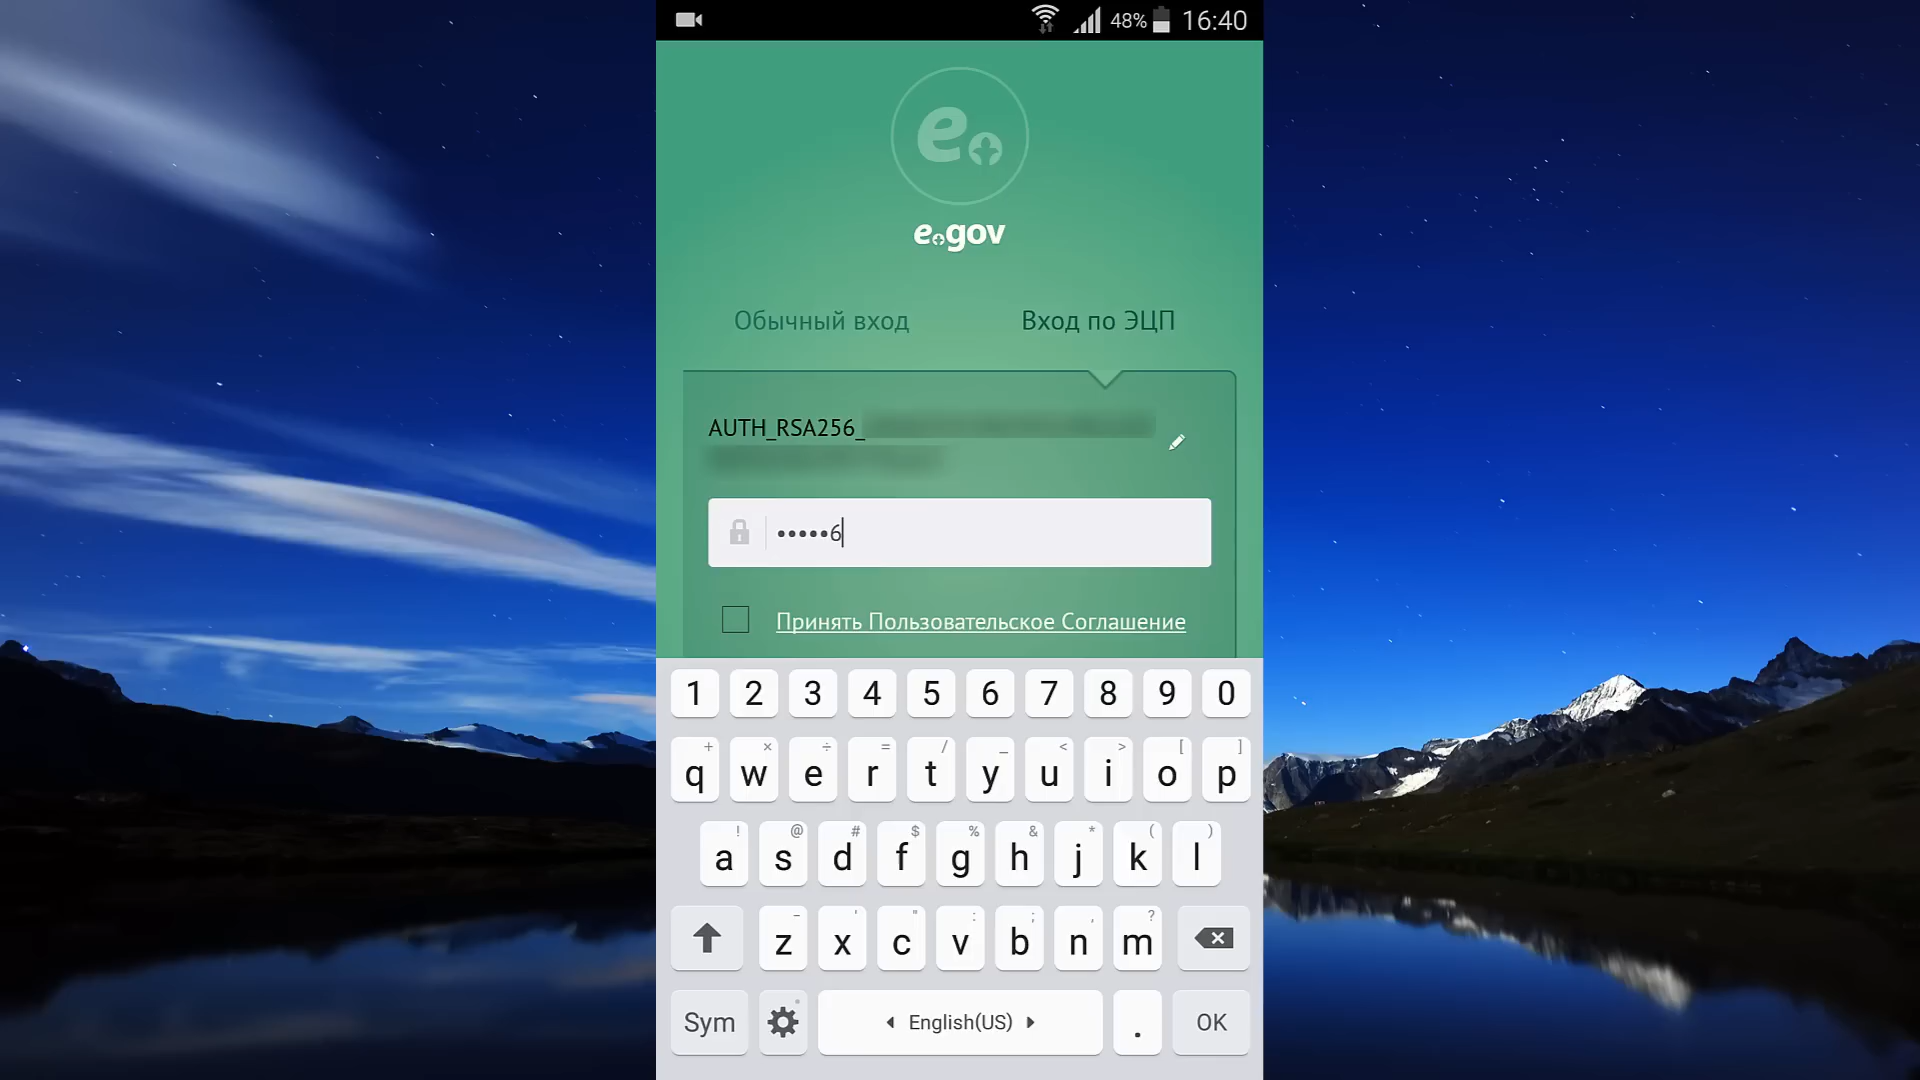 48% 16:40
e
e gov
Обычный вход Вход по ЭЦП
AUTH_RSA256_
•••••6
Принять Пользовательское Соглашение
1 2 3 4 5 6 7 8 9 0
+ × ÷ = / _ < > [ ]
q w e r t y u i o p
! @ # $ % & * ( )
a s d f g h j k l
- ' " : ; , ?
z x c v b n m
Sym English(US) . OK